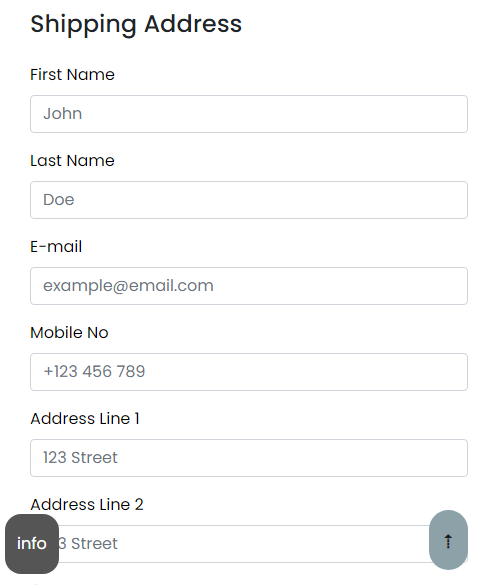 Shipping Address
First Name
John
Last Name
Doe
E-mail
example@email.com
Mobile No
+123 456 789
Address Line 1
123 Street
Address Line 2
info 3 Street